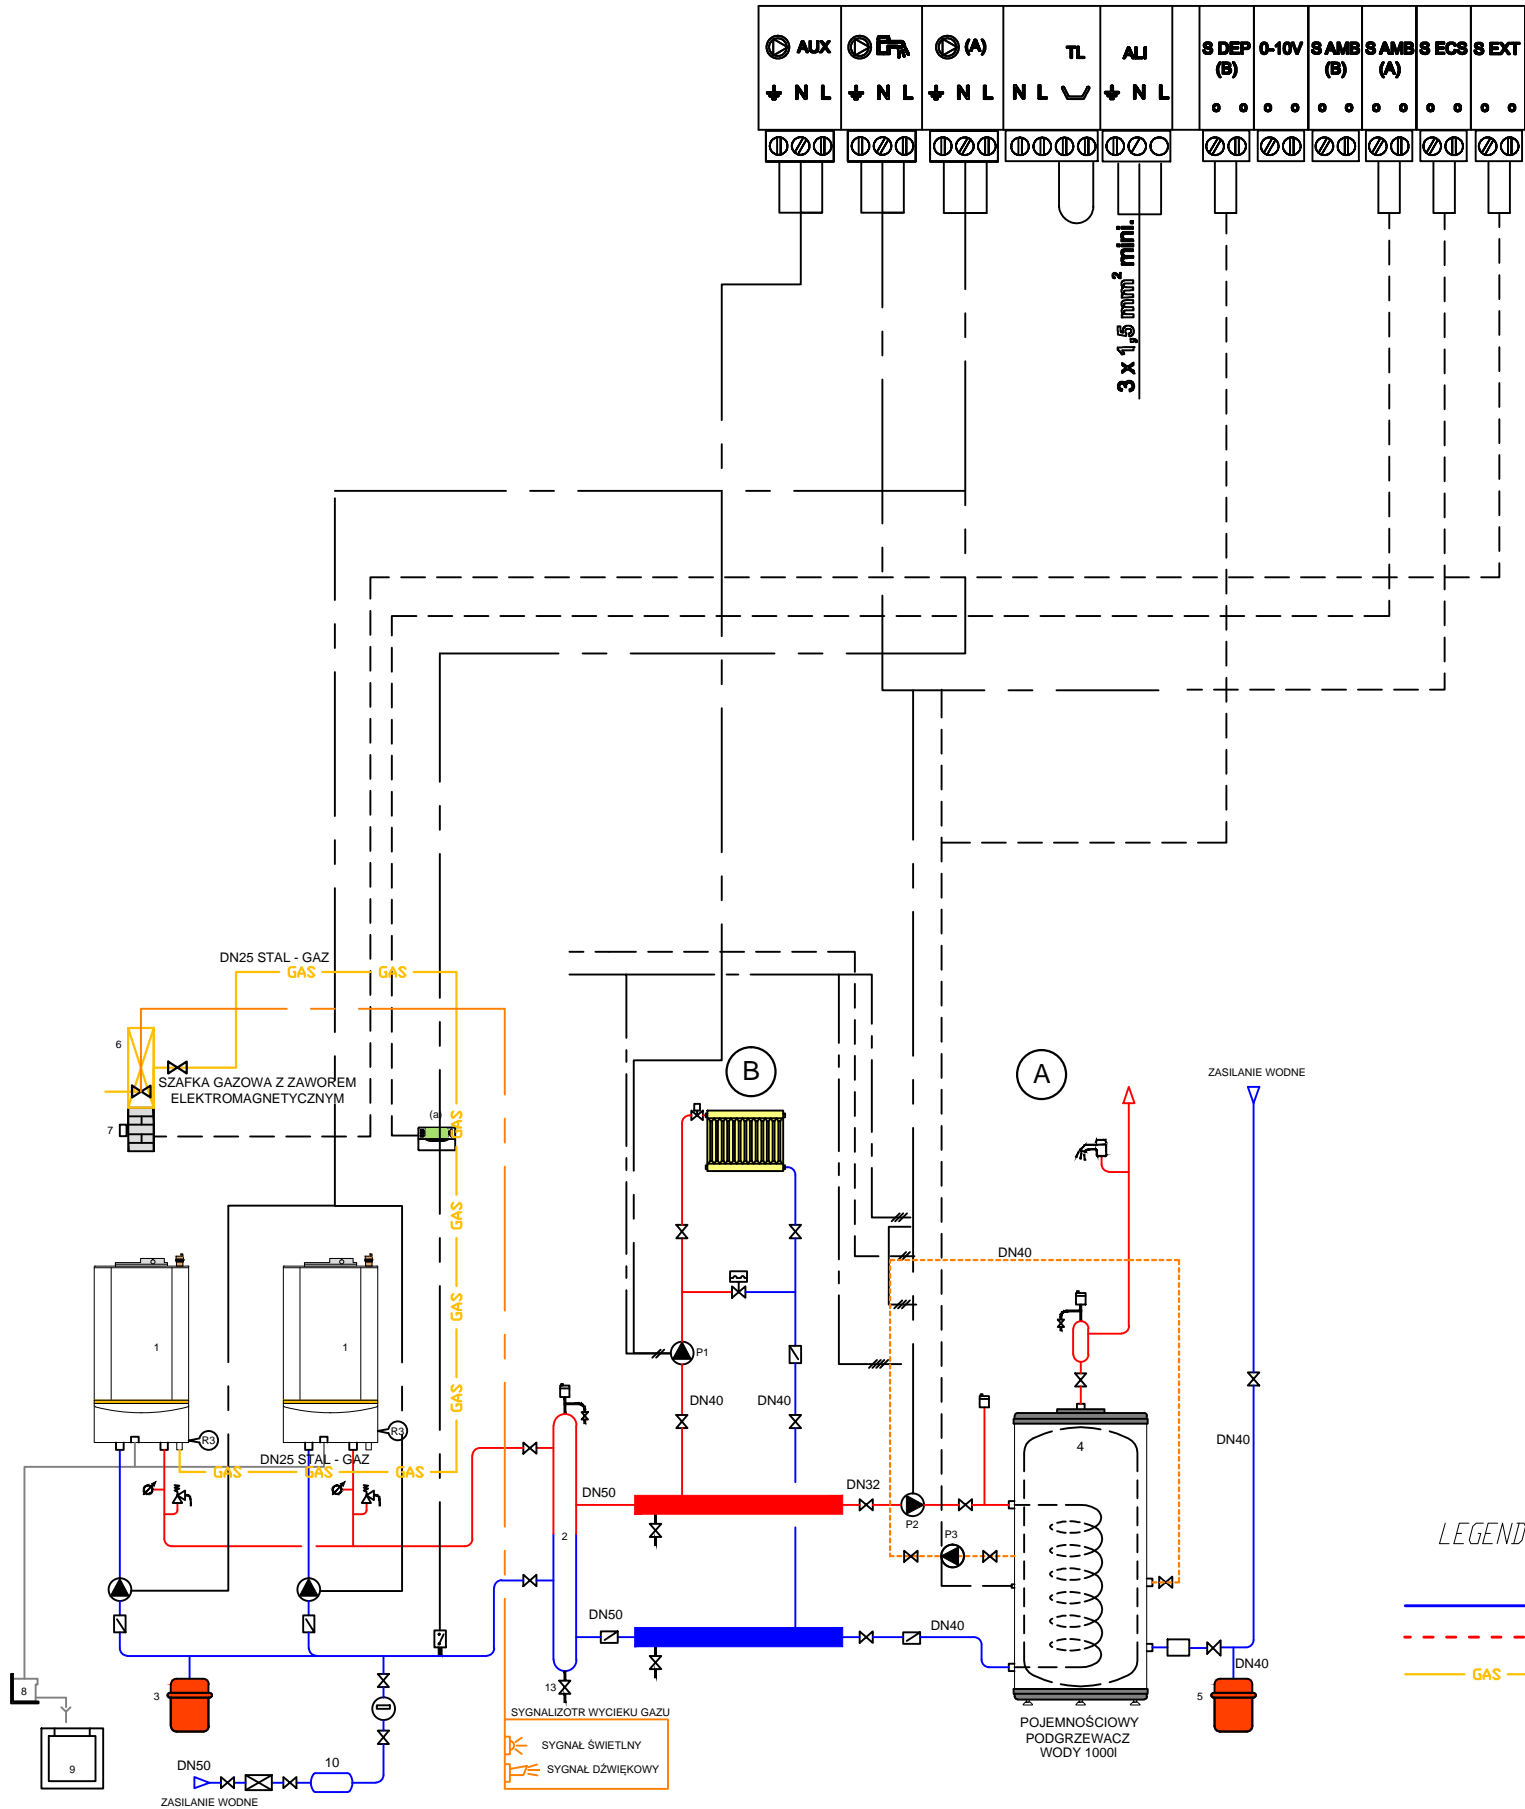 AUX
(A)
TL
ALI
S DEP
(B)
0-10V
S AMB
(B)
S AMB
(A)
S ECS
S EXT
N L
N L
N L
N L
N L
3 x 1,5 mm² mini.
DN25 STAL - GAZ
GAS
GAS
6
SZAFKA GAZOWA Z ZAWOREM
ELEKTROMAGNETYCZNYM
7
(a)
GAS
GAS
GAS
GAS
B
A
ZASILANIE WODNE
DN40
1
1
P1
R3
R3
DN40
DN40
DN40
4
DN25 STAL - GAZ
GAS
GAS
GAS
DN50
DN32
P2
P3
2
DN50
DN40
DN40
LEGEND
GAS
8
9
3
13
5
SYGNALIZOTR WYCIEKU GAZU
SYGNAŁ ŚWIETLNY
SYGNAŁ DŹWIĘKOWY
POJEMNOŚCIOWY
PODGRZEWACZ
WODY 1000l
DN50
10
ZASILANIE WODNE